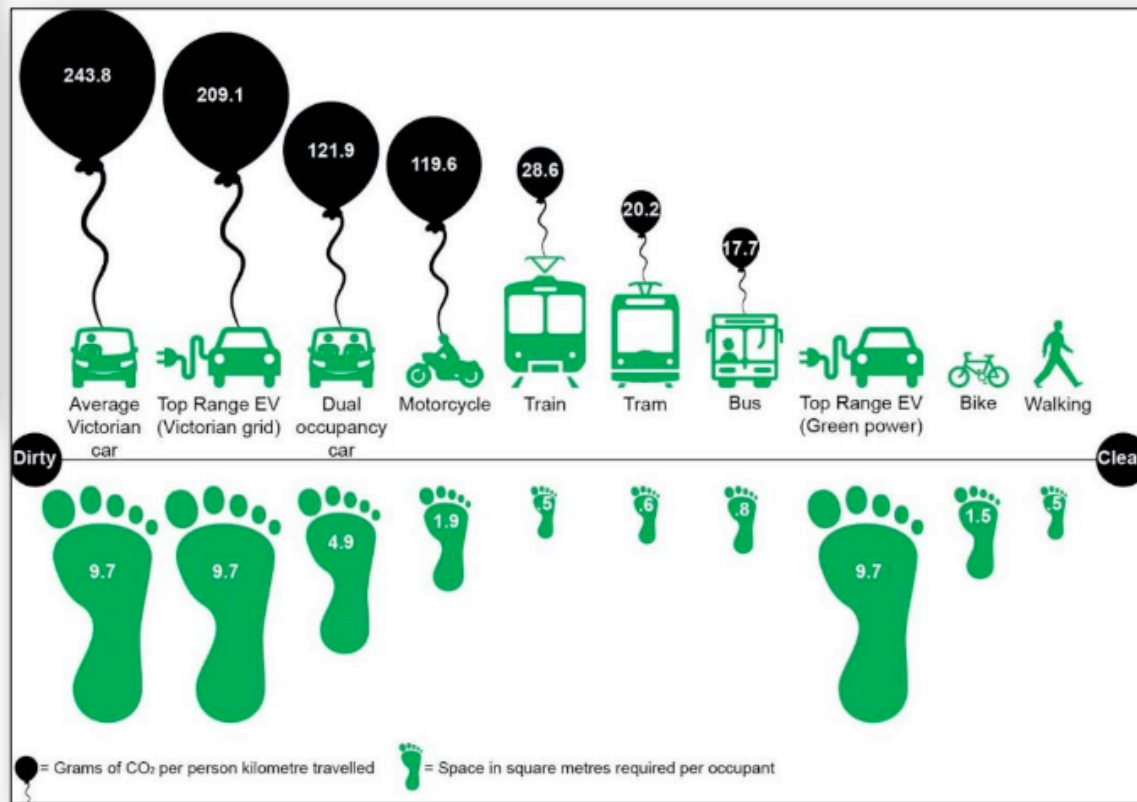 243.8
209.1
121.9
119.6
28.6
20.2
17.7
Average
Victorian
car
Top Range EV
(Victorian grid)
Dual
occupancy
car
Motorcycle
Train
Tram
Bus
Top Range EV
(Green power)
Bike
Walking
Dirty
Clea
9.7
9.7
4.9
1.9
.5
.6
.8
9.7
1.5
.5
= Grams of CO₂ per person kilometre travelled
= Space in square metres required per occupant